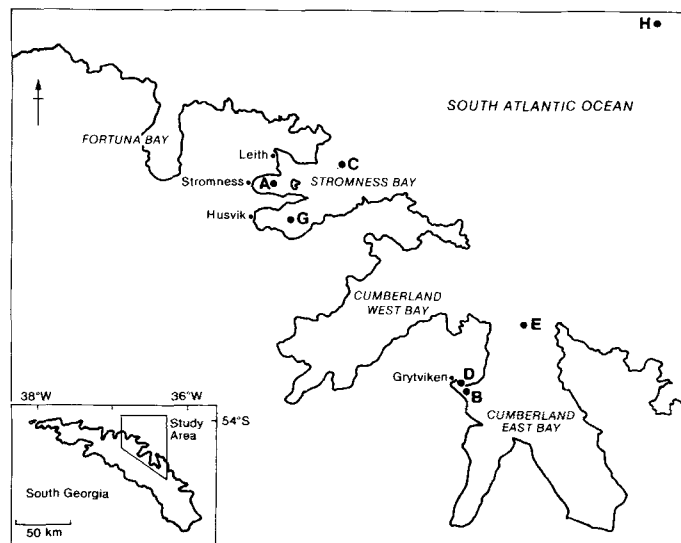 H
SOUTH ATLANTIC OCEAN
FORTUNA BAY
Leith
C
Stromness
A
STROMNESS BAY
Husvik
G
CUMBERLAND
WEST BAY
E
Grytviken
D
B
CUMBERLAND
EAST BAY
38°W
36°W
54°S
Study
Area
South Georgia
50 km